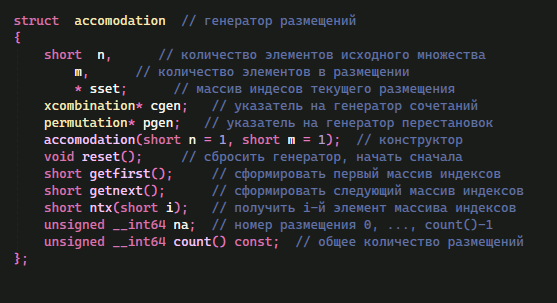 struct  accomodation  // генератор размещений
{
    short  n,      // количество элементов исходного множества
        m,      // количество элементов в размещении
        * sset;      // массив индесов текущего размещения
    xcombination* cgen;   // указатель на генератор сочетаний
    permutation* pgen;   // указатель на генератор перестановок
    accomodation(short n = 1, short m = 1);  // конструктор
    void reset();     // сбросить генератор, начать сначала
    short getfirst();     // сформировать первый массив индексов
    short getnext();      // сформировать следующий массив индексов
    short ntx(short i);   // получить i-й элемент массива индексов
    unsigned __int64 na;  // номер размещения 0, ..., count()-1
    unsigned __int64 count() const;  // общее количество размещений
};